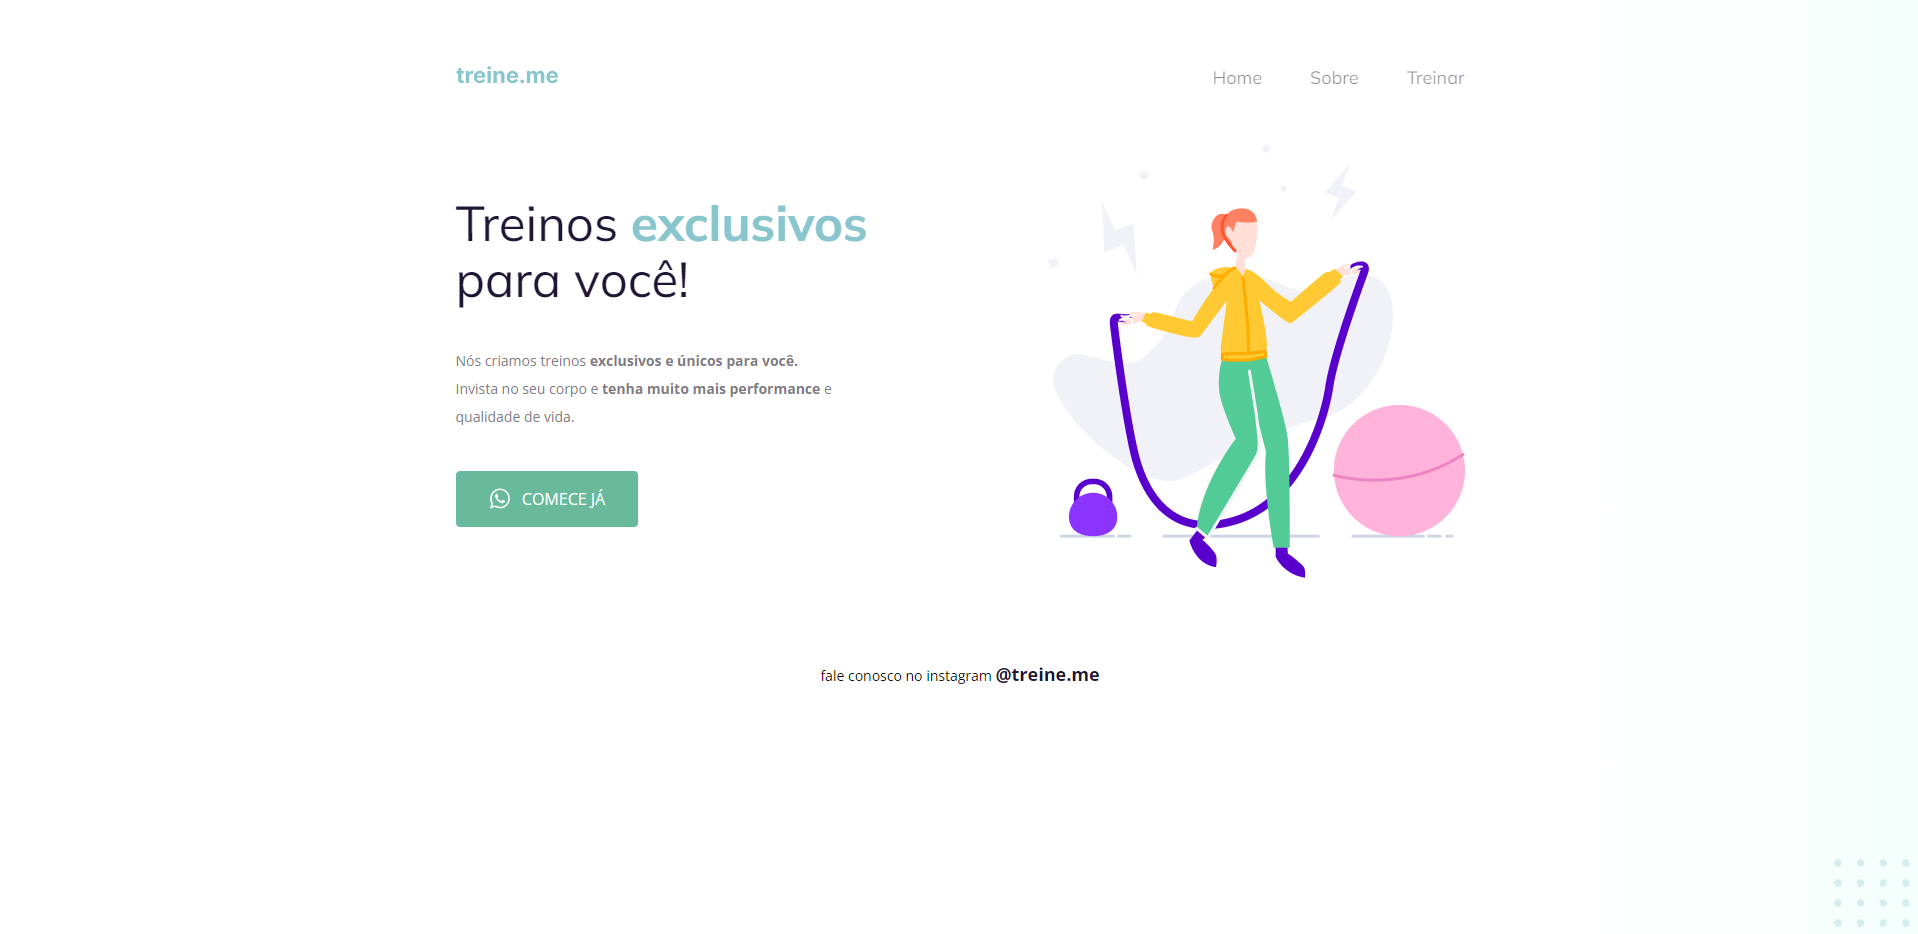 treine.me
Home Sobre Treinar
Treinos exclusivos
para você!
Nós criamos treinos exclusivos e únicos para você.
Invista no seu corpo e tenha muito mais performance e
qualidade de vida.
COMECE JÁ
fale conosco no instagram @treine.me